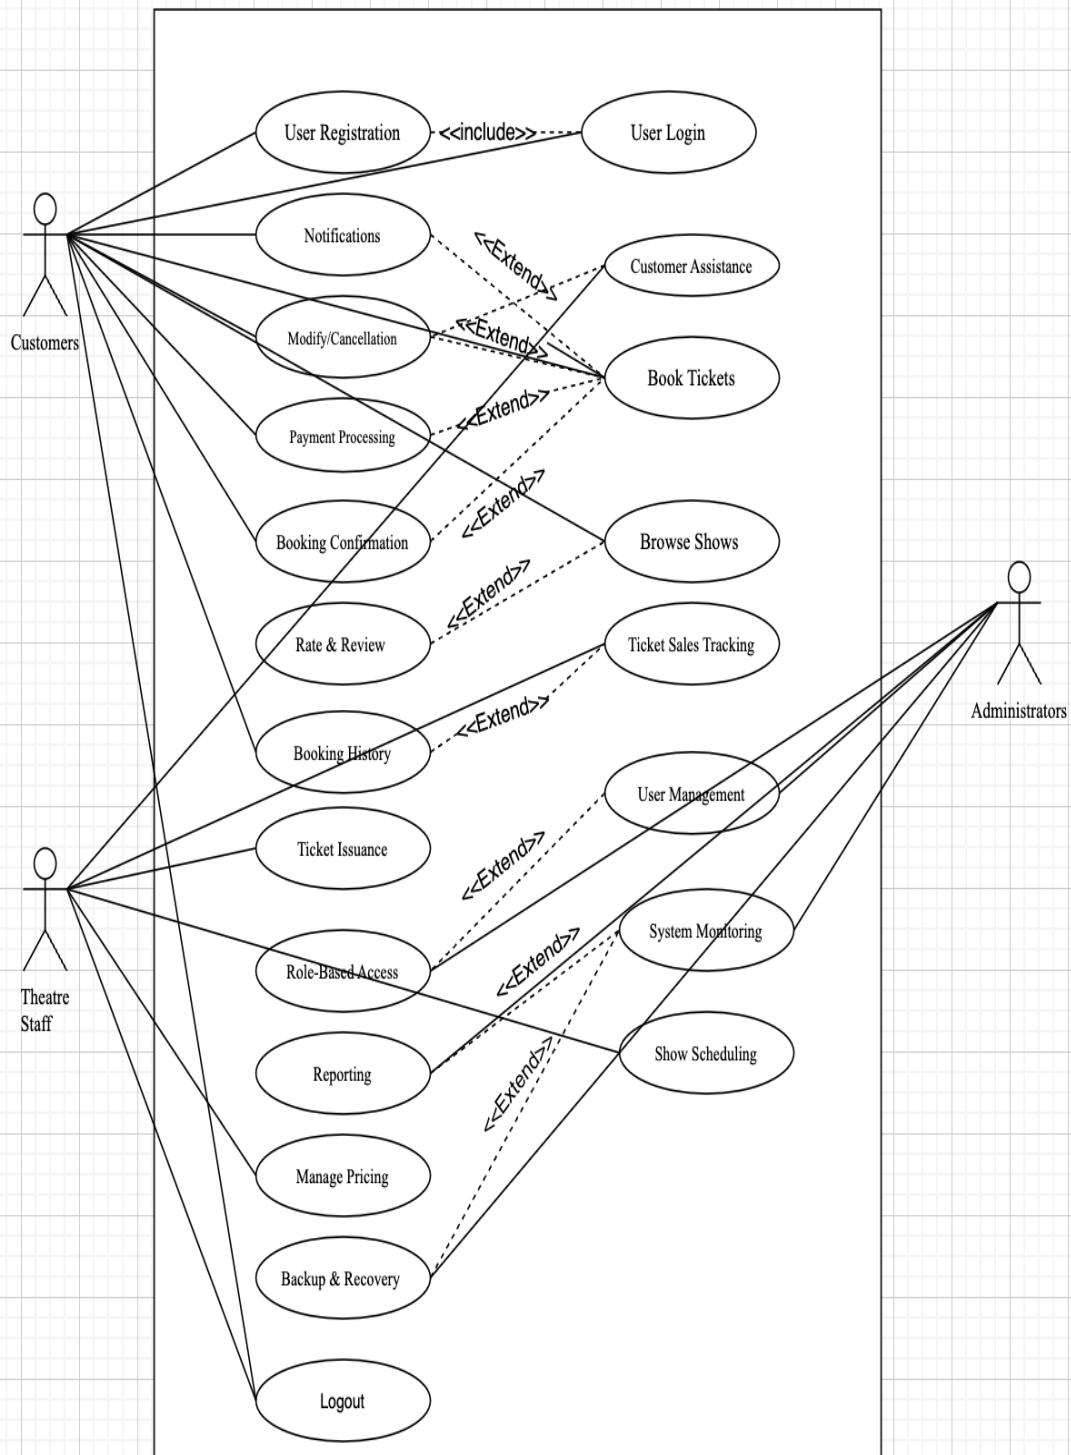 User Registration
<<include>>
User Login
Notifications
<<Extend>>
Customer Assistance
Customers
Modify/Cancellation
<<Extend>>
Book Tickets
Payment Processing
<<Extend>>
Booking Confirmation
<<Extend>>
Browse Shows
Rate & Review
<<Extend>>
Ticket Sales Tracking
Administrators
Booking History
<<Extend>>
User Management
Ticket Issuance
<<Extend>>
Theatre
Staff
Role-Based Access
<<Extend>>
System Monitoring
Reporting
<<Extend>>
Show Scheduling
Manage Pricing
Backup & Recovery
Logout